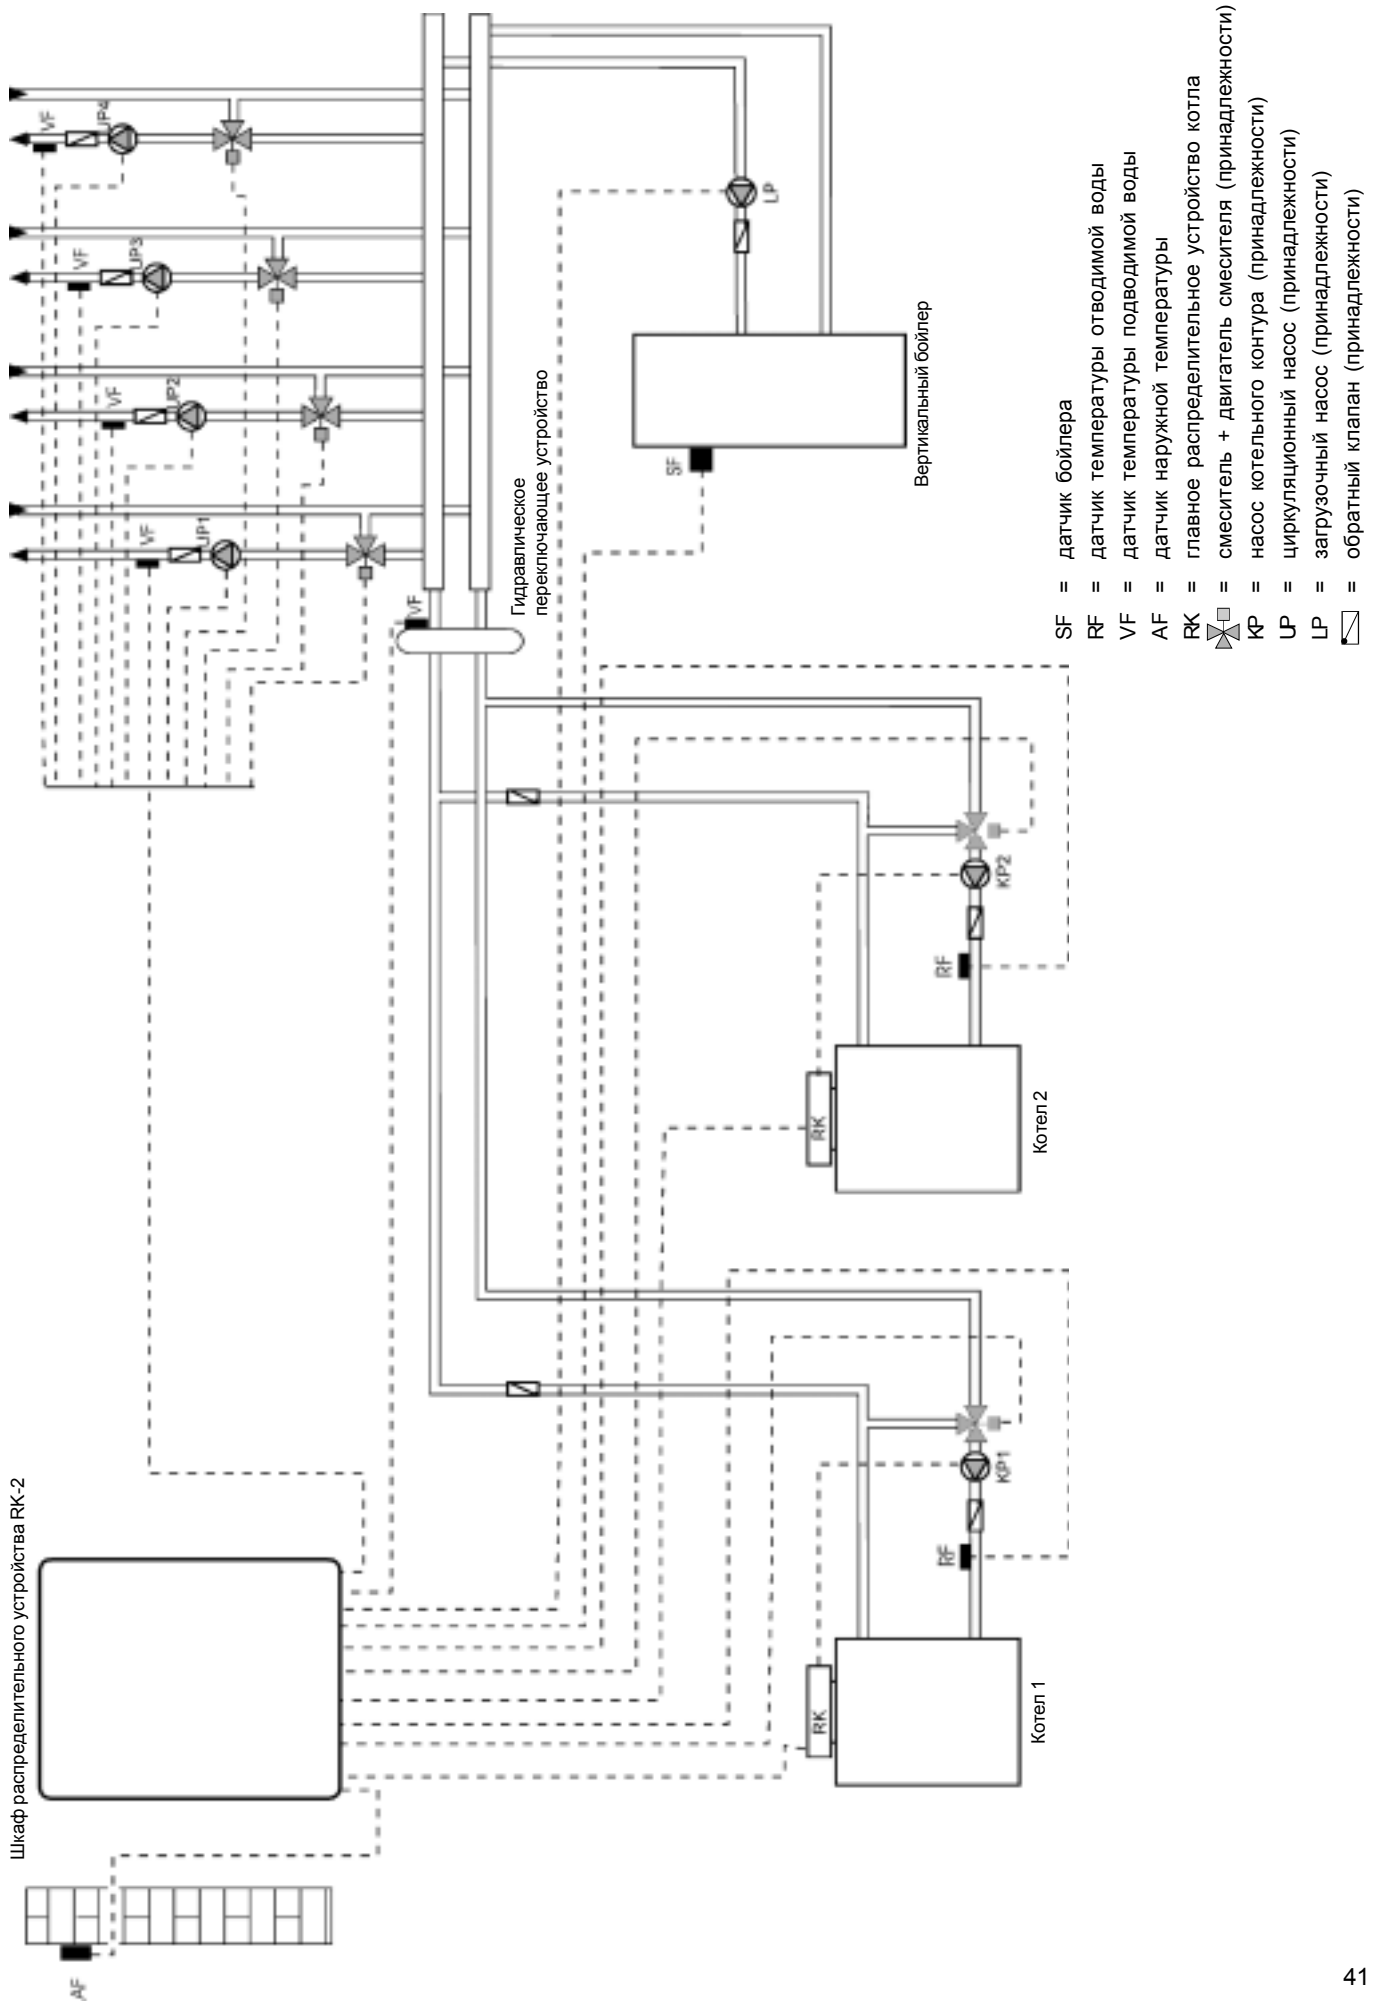 Шкаф распределительного устройства RK-2
AF
VF
UP1
VF
UP2
VF
UP3
VF
UP4
VF
Гидравлическое
переключающее устройство
LP
SF
Вертикальный бойлер
RK
RF
KP1
Котел 1
RK
RF
KP2
Котел 2
SF = датчик бойлера
RF = датчик температуры отводимой воды
VF = датчик температуры подводимой воды
AF = датчик наружной температуры
RK = главное распределительное устройство котла
= смеситель + двигатель смесителя (принадлежности)
KP = насос котельного контура (принадлежности)
UP = циркуляционный насос (принадлежности)
LP = загрузочный насос (принадлежности)
= обратный клапан (принадлежности)
41